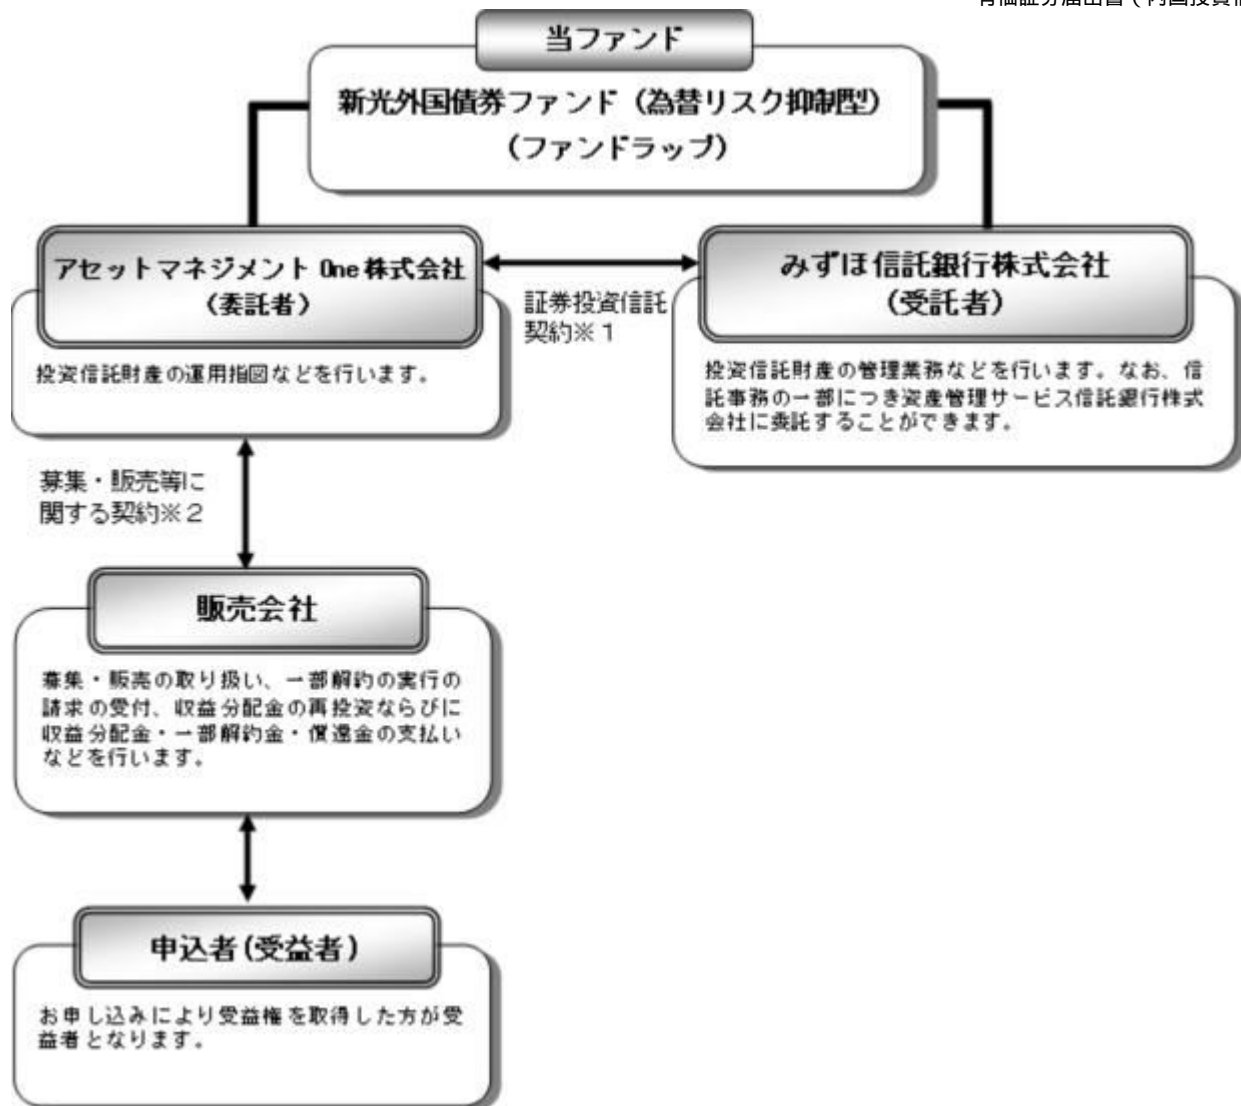 当ファンド
新光外国債券ファンド（為替リスク抑制型）
（ファンドラップ）
アセットマネジメント One 株式会社
（委託者）
投資信託財産の運用指図などを行います。
証券投資信託
契約※１
みずほ信託銀行株式会社
（受託者）
投資信託財産の管理業務などを行います。なお、信
託事務の一部につき資産管理サービス信託銀行株式
会社に委託することができます。
募集・販売等に
関する契約※２
販売会社
募集・販売の取り扱い、一部解約の実行の
請求の受付、収益分配金の再投資ならびに
収益分配金・一部解約金・償還金の支払い
などを行います。
申込者(受益者)
お申し込みにより受益権を取得した方が受
益者となります。